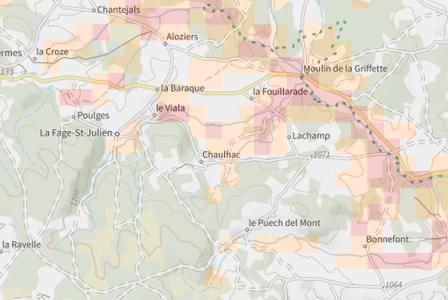 Chantejals
Aloziers
ermes
la Croze
133
Moulin de la Griffette
la Baraque
la Fouillarade
le Viala
Poulges
La Fage-St-Julien
Lachamp
Chaulhac
1071
1200
le Puech del Mont
Bonnefont
la Ravelle
1064